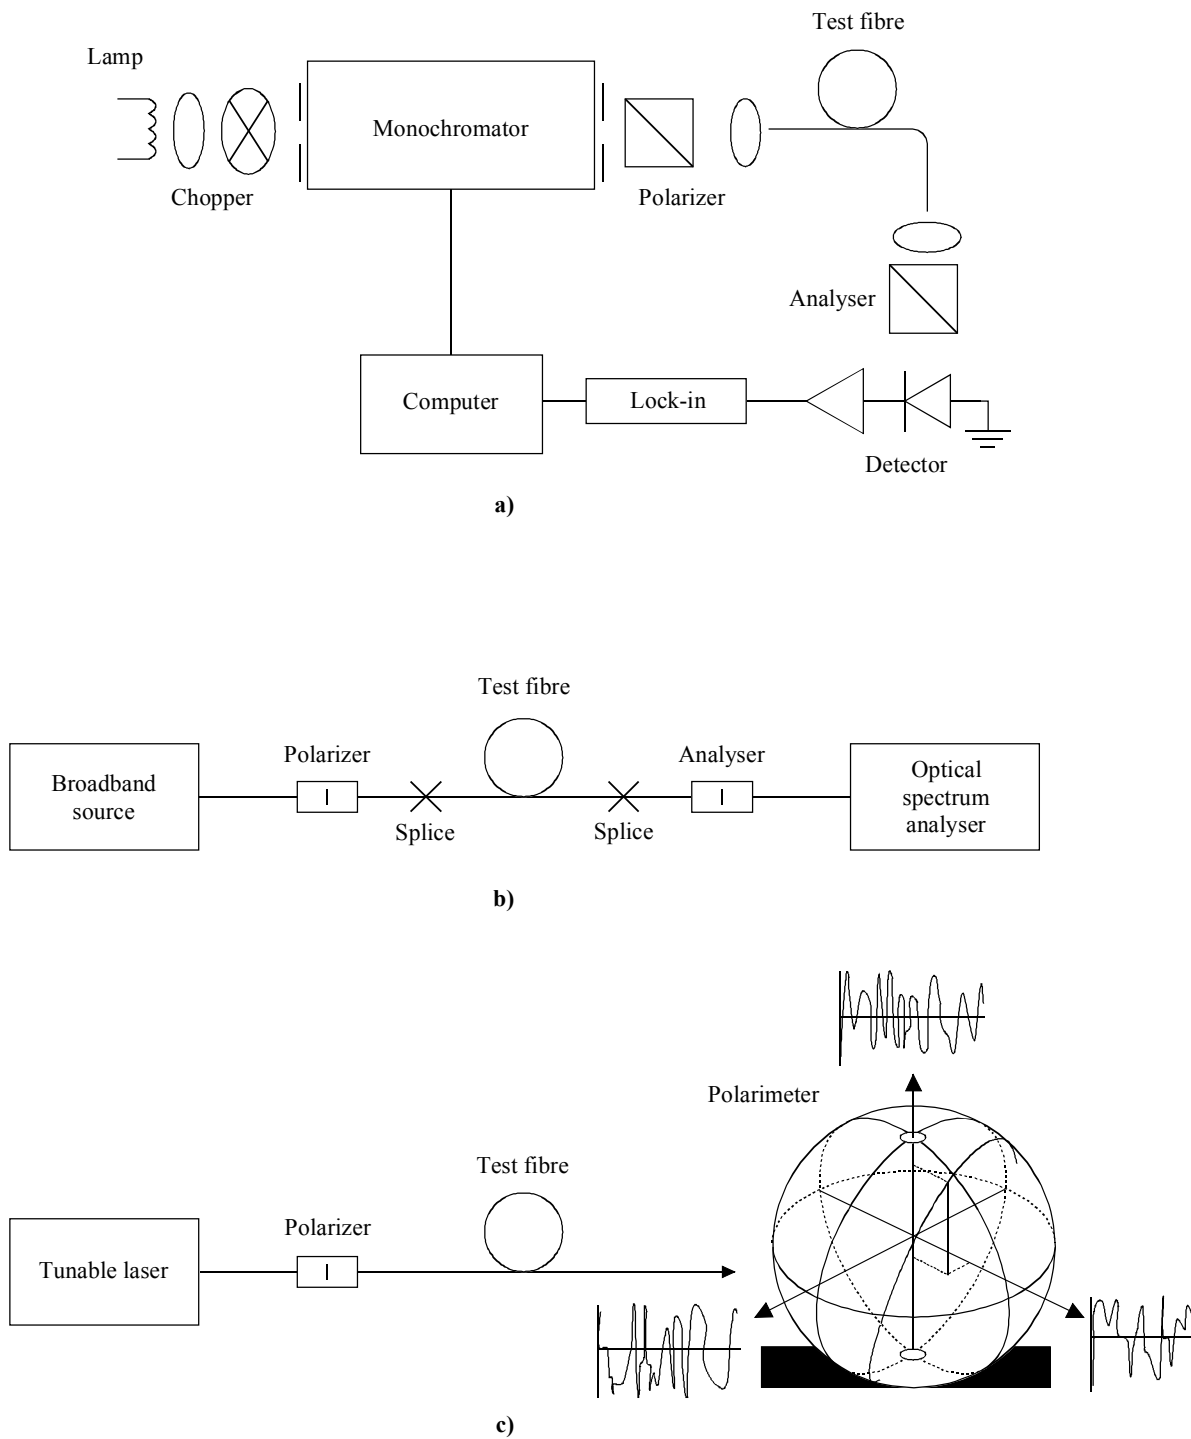 Test fibre
Lamp
Monochromator
Chopper
Polarizer
Analyser
Computer
Lock-in
Detector
a)
Test fibre
Polarizer
Analyser
Broadband
source
Optical
spectrum
analyser
Splice
Splice
b)
Polarimeter
Test fibre
Polarizer
Tunable laser
c)